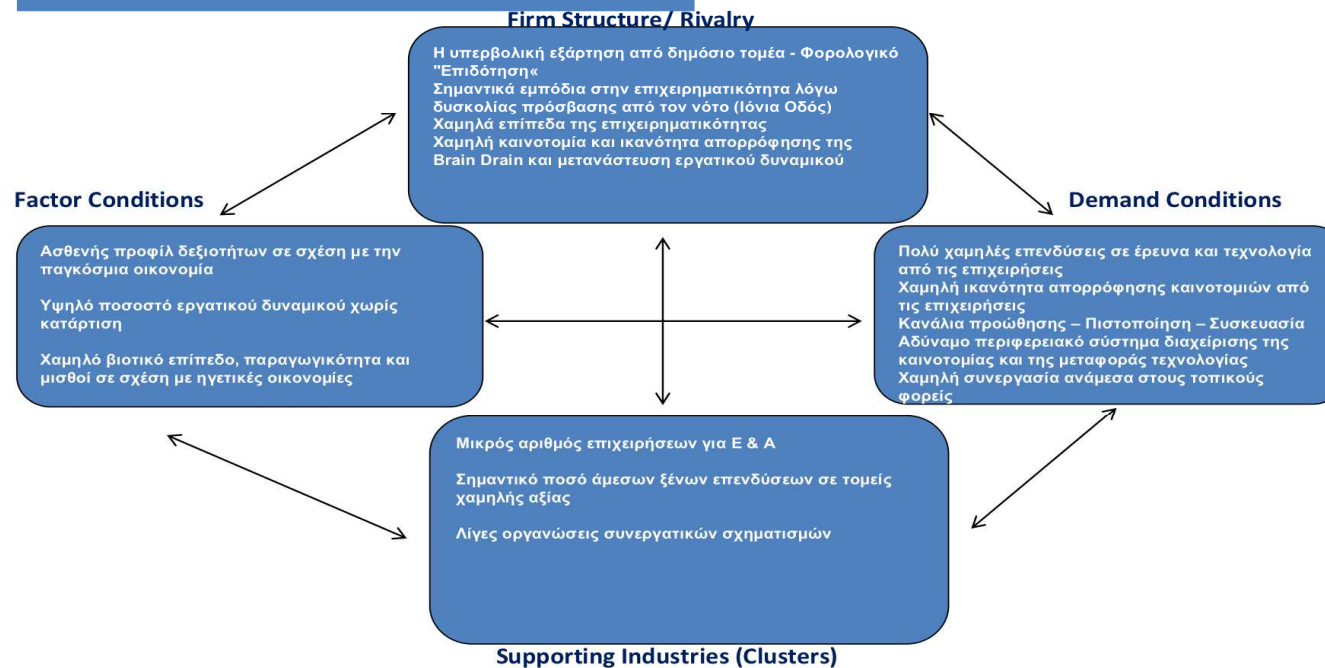 Firm Structure/ Rivalry
Η υπερβολική εξάρτηση από δημόσιο τομέα - Φορολογικό
"Επιδότηση«
Σημαντικά εμπόδια στην επιχειρηματικότητα λόγω
δυσκολίας πρόσβασης από τον νότο (Ιόνια Οδός)
Χαμηλά επίπεδα της επιχειρηματικότητας
Χαμηλή καινοτομία και ικανότητα απορρόφησης της
Brain Drain και μετανάστευση εργατικού δυναμικού
Factor Conditions
Ασθενής προφίλ δεξιοτήτων σε σχέση με την
παγκόσμια οικονομία
Υψηλό ποσοστό εργατικού δυναμικού χωρίς
κατάρτιση
Χαμηλό βιοτικό επίπεδο, παραγωγικότητα και
μισθοί σε σχέση με ηγετικές οικονομίες
Demand Conditions
Πολύ χαμηλές επενδύσεις σε έρευνα και τεχνολογία
από τις επιχειρήσεις
Χαμηλή ικανότητα απορρόφησης καινοτομιών από
τις επιχειρήσεις
Κανάλια προώθησης – Πιστοποίηση – Συσκευασία
Αδύναμο περιφερειακό σύστημα διαχείρισης της
καινοτομίας και της μεταφοράς τεχνολογίας
Χαμηλή συνεργασία ανάμεσα στους τοπικούς
φορείς
Μικρός αριθμός επιχειρήσεων για Ε & Α
Σημαντικό ποσό άμεσων ξένων επενδύσεων σε τομείς
χαμηλής αξίας
Λίγες οργανώσεις συνεργατικών σχηματισμών
Supporting Industries (Clusters)